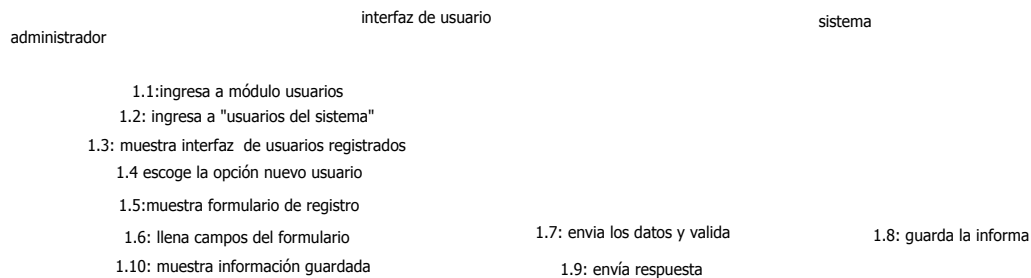 interfaz de usuario
sistema
administrador
1.1:ingresa a módulo usuarios
1.2: ingresa a "usuarios del sistema"
1.3: muestra interfaz de usuarios registrados
1.4 escoge la opción nuevo usuario
1.5:muestra formulario de registro
1.6: llena campos del formulario
1.7: envia los datos y valida
1.8: guarda la informa
1.10: muestra información guardada
1.9: envía respuesta